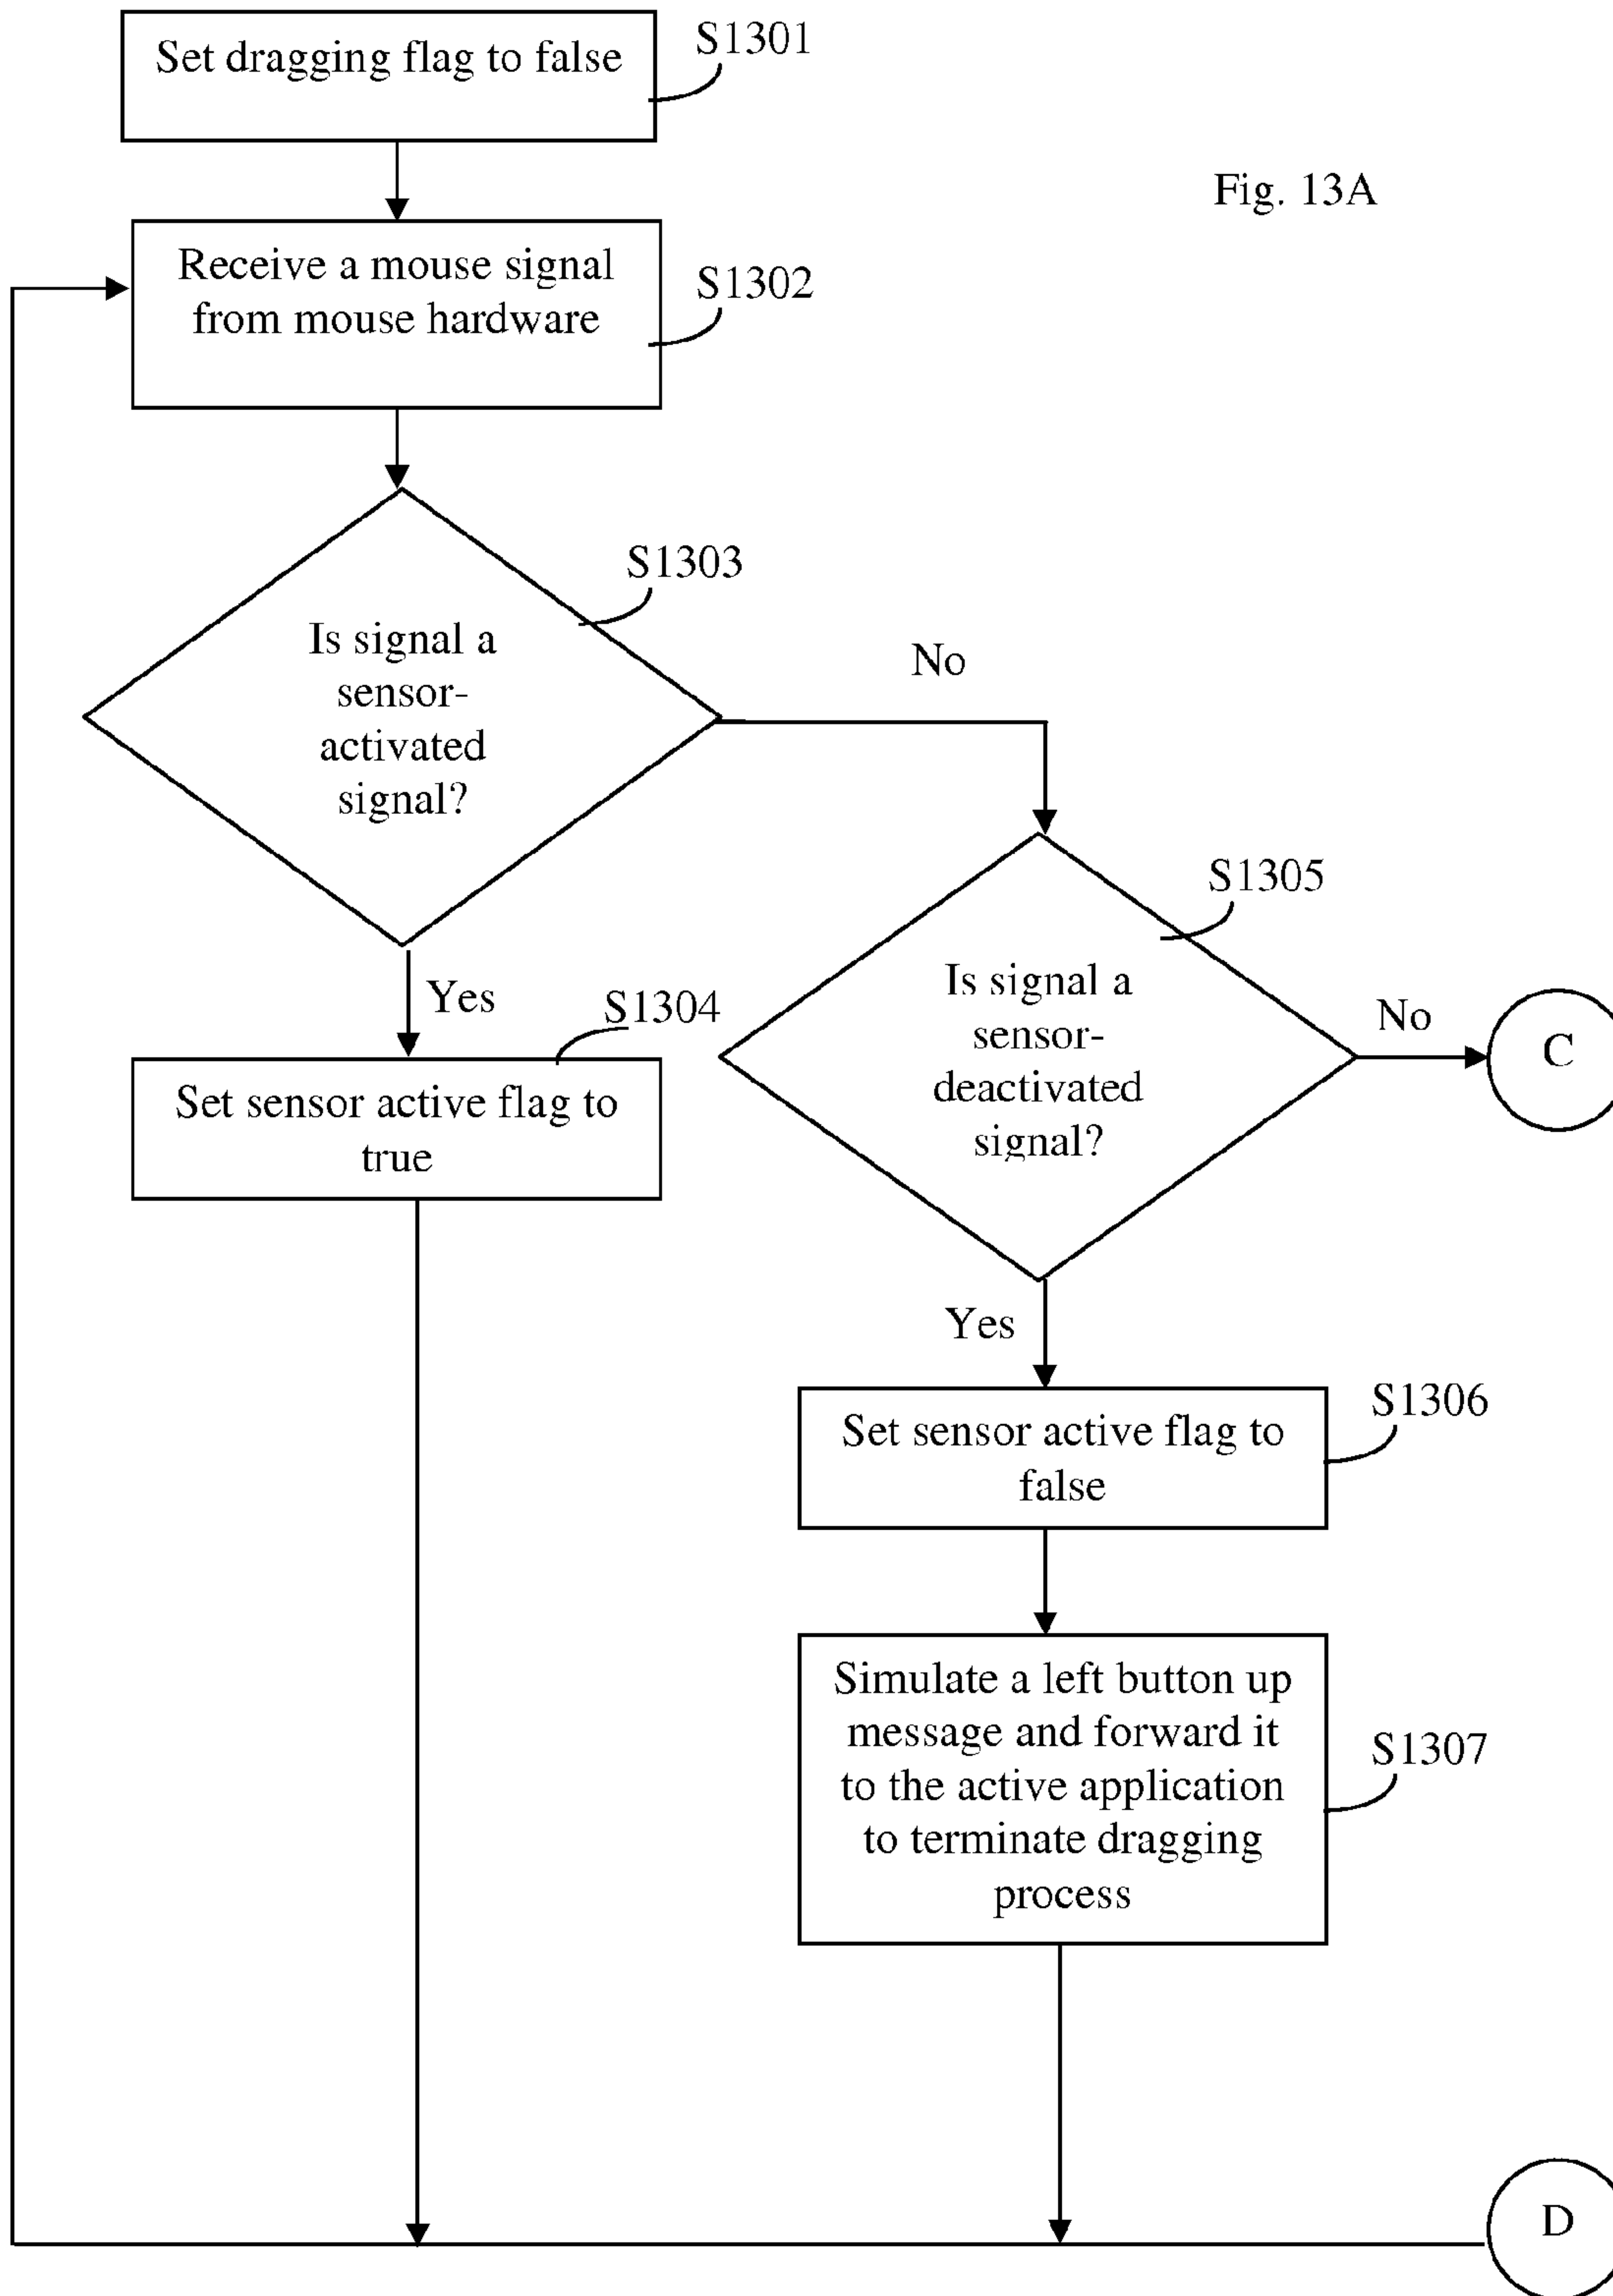 Set dragging flag to false
S1301
Fig. 13A
Receive a mouse signal
from mouse hardware
S1302
S1303
Is signal a
sensor-
activated
signal?
No
Yes
S1304
Set sensor active flag to
true
S1305
Is signal a
sensor-
deactivated
signal?
No
C
Yes
S1306
Set sensor active flag to
false
Simulate a left button up
message and forward it
to the active application
to terminate dragging
process
S1307
D